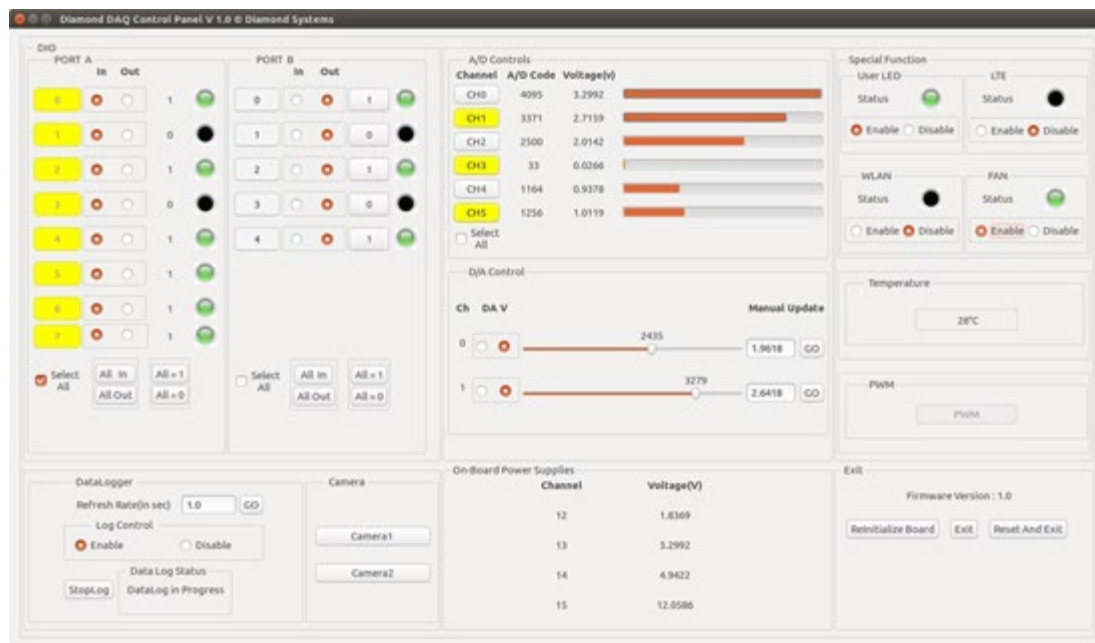 Diamond DAQ Control Panel V 1.0 © Diamond Systems
DIO
PORT A
In Out
0 1
1 0
2 1
3 0
4 1
5 1
6 1
7 1
Select All
All In All = 1
All Out All = 0
PORT B
In Out
0 1
1 0
2 1
3 0
4 1
Select All
All In All = 1
All Out All = 0
A/D Controls
Channel A/D Code Voltage(v)
CH0 4095 3.2992
CH1 3371 2.7159
CH2 2500 2.0142
CH3 33 0.0266
CH4 1164 0.9378
CH5 1256 1.0119
Select All
D/A Control
Ch DA V Manual Update
0 2435 1.9618 GO
1 3279 2.6418 GO
Special Function
User LED
Status
Enable Disable
LTE
Status
Enable Disable
WLAN
Status
Enable Disable
FAN
Status
Enable Disable
Temperature
28°C
PWM
PWM
DataLogger
Refresh Rate(in sec) 1.0 GO
Log Control
Enable Disable
Data Log Status
StopLog DataLog in Progress
Camera
Camera1
Camera2
On-Board Power Supplies
Channel Voltage(V)
12 1.8369
13 3.2992
14 4.9422
15 12.0586
Exit
Firmware Version : 1.0
Reinitialize Board Exit Reset And Exit